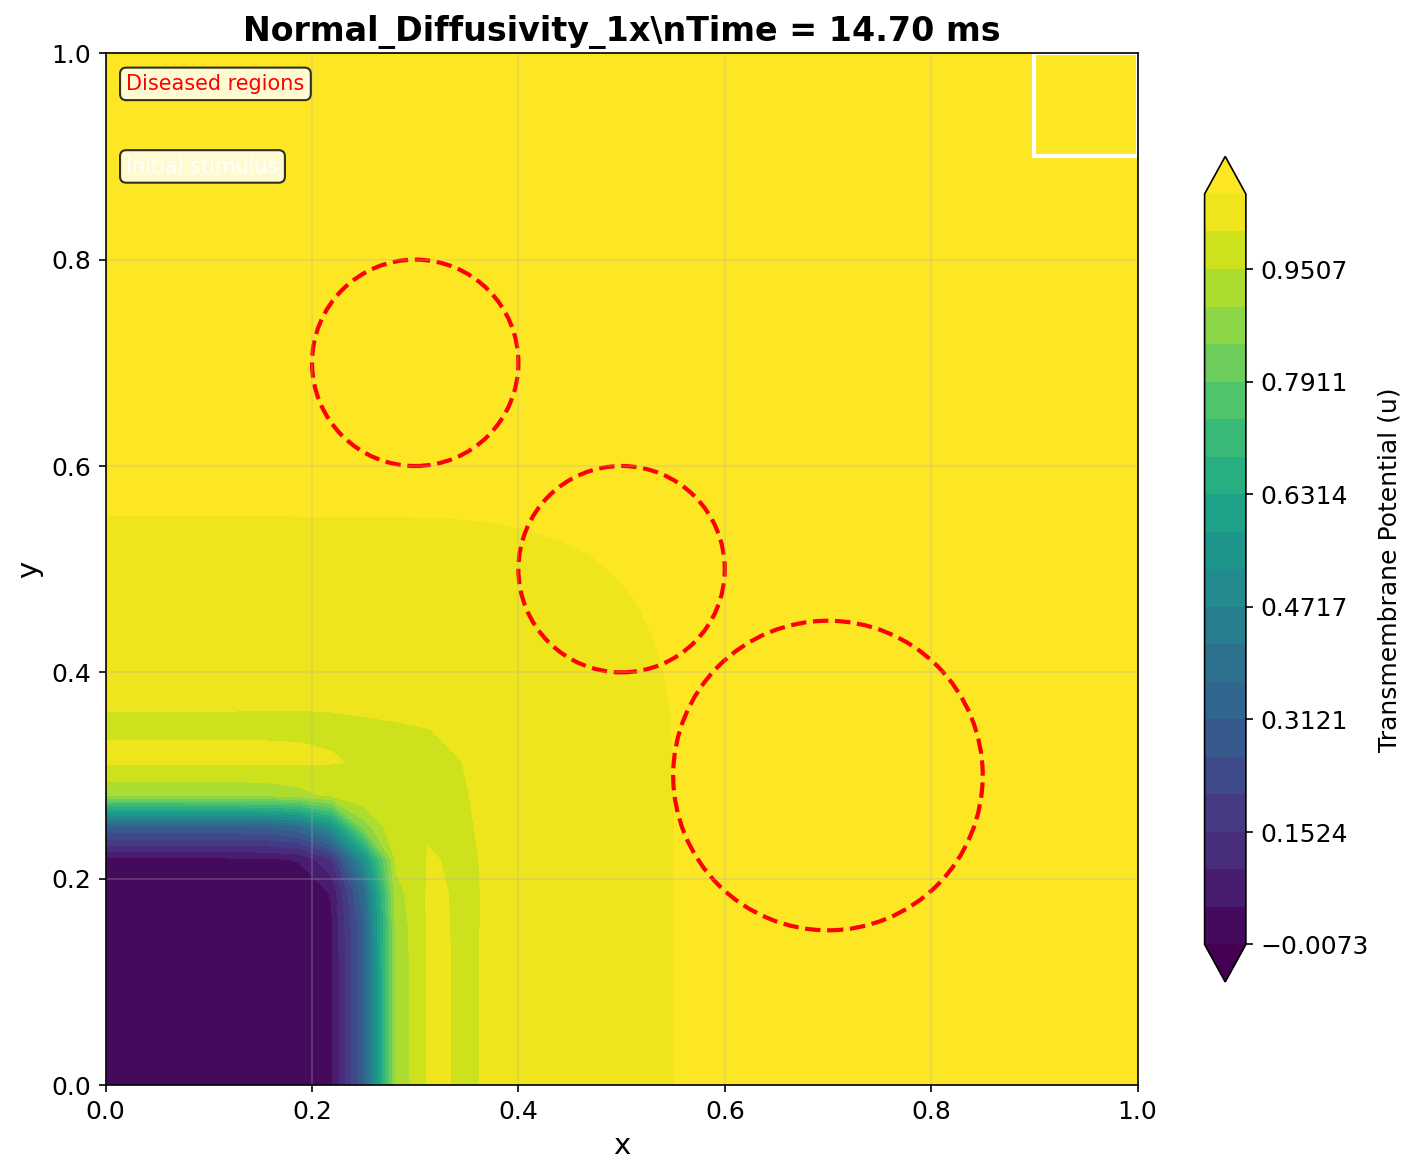 Normal_Diffusivity_1x\nTime = 14.70 ms
Diseased regions
Initial stimulus
1.0
0.8
0.6
0.4
0.2
0.0
y
0.0 0.2 0.4 0.6 0.8 1.0
x
0.9507
0.7911
0.6314
0.4717
0.3121
0.1524
−0.0073
Transmembrane Potential (u)